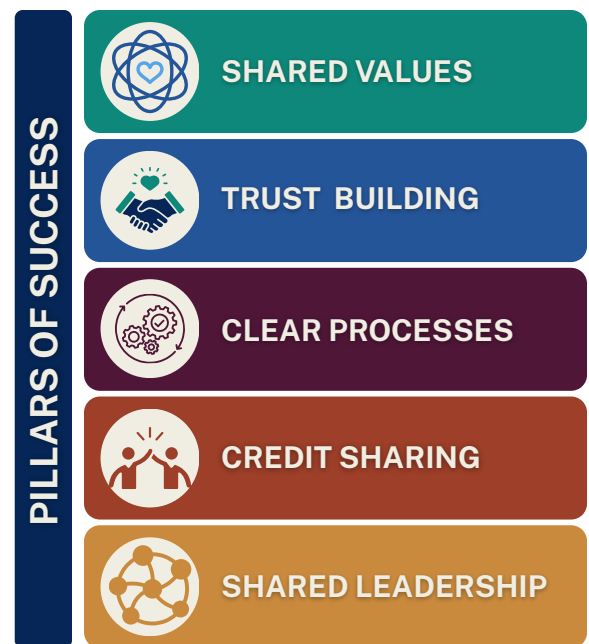 PILLARS OF SUCCESS
SHARED VALUES
TRUST BUILDING
CLEAR PROCESSES
CREDIT SHARING
SHARED LEADERSHIP